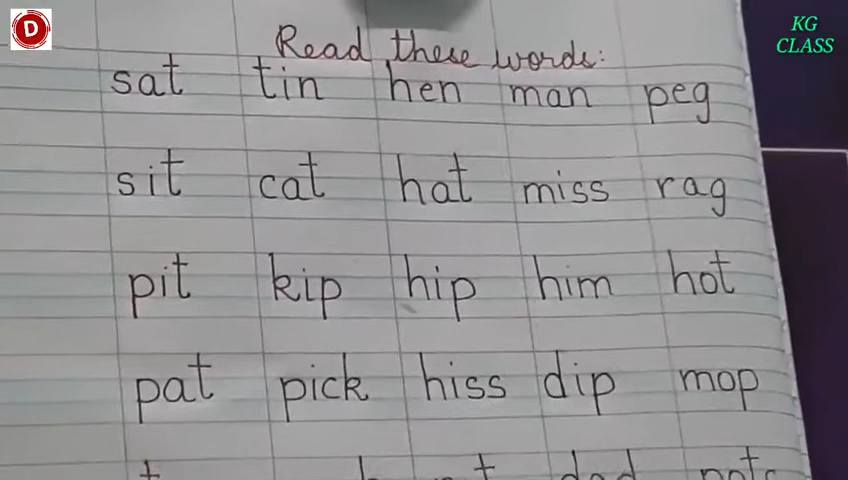 D
KG
CLASS
Read these words:
sat tin hen man peg
sit cat hat miss rag
pit kip hip him hot
pat pick hiss dip mop
dad